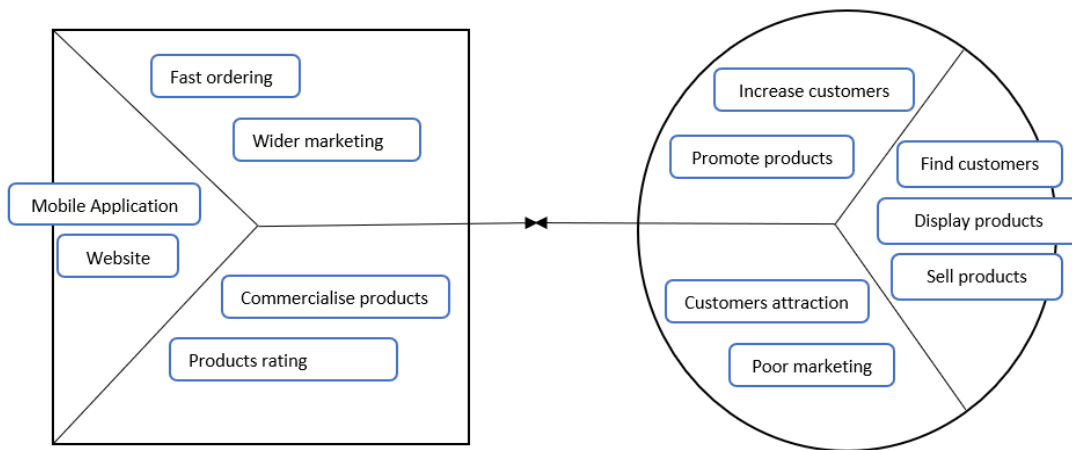 Fast ordering
Wider marketing
Mobile Application
Website
Commercialise products
Products rating
Increase customers
Promote products
Find customers
Display products
Sell products
Customers attraction
Poor marketing